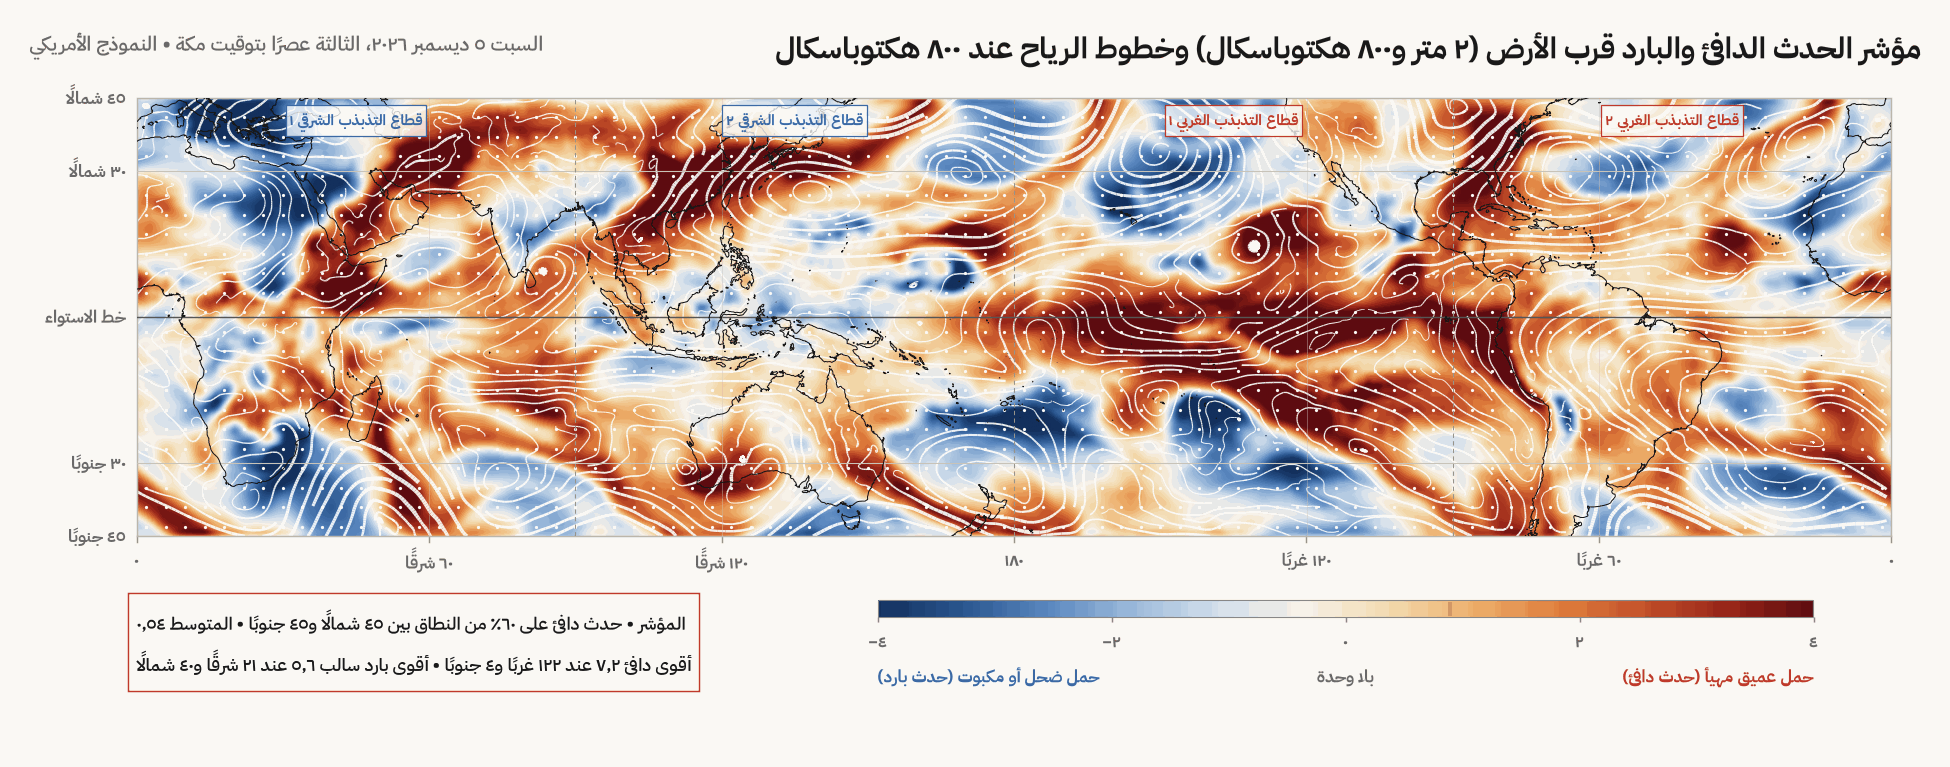 مؤشر الحدث الدافئ والبارد قرب الأرض (٢ متر و٨٠٠ هكتوباسكال) وخطوط الرياح عند ٨٠٠ هكتوباسكال
السبت ٥ ديسمبر ٢٠٢٦، الثالثة عصرًا بتوقيت مكة • النموذج الأمريكي
٤٥ شمالًا
٣٠ شمالًا
خط الاستواء
٣٠ جنوبًا
٤٥ جنوبًا
قطاع التذبذب الشرقي ١
قطاع التذبذب الشرقي ٢
قطاع التذبذب الغربي ١
قطاع التذبذب الغربي ٢
٠
٦٠ شرقًا
١٢٠ شرقًا
١٨٠
١٢٠ غربًا
٦٠ غربًا
٠
المؤشر • حدث دافئ على ٦٠٪ من النطاق بين ٤٥ شمالًا و٤٥ جنوبًا • المتوسط ٠,٥٤
أقوى دافئ ٧,٢ عند ١٢٢ غربًا و٤ جنوبًا • أقوى بارد سالب ٥,٦ عند ٢١ شرقًا و٤٠ شمالًا
−٤
−٢
٠
٢
٤
حمل ضحل أو مكبوت (حدث بارد)
بلا وحدة
حمل عميق مهيأ (حدث دافئ)